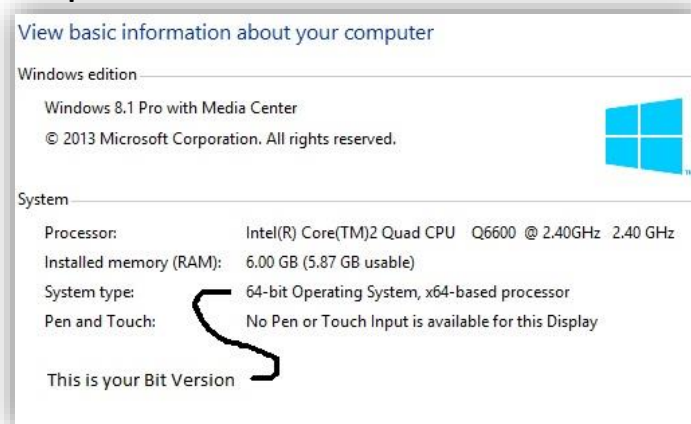 View basic information about your computer
Windows edition
Windows 8.1 Pro with Media Center
© 2013 Microsoft Corporation. All rights reserved.
System
Processor: Intel(R) Core(TM)2 Quad CPU Q6600 @ 2.40GHz 2.40 GHz
Installed memory (RAM): 6.00 GB (5.87 GB usable)
System type: 64-bit Operating System, x64-based processor
Pen and Touch: No Pen or Touch Input is available for this Display
This is your Bit Version